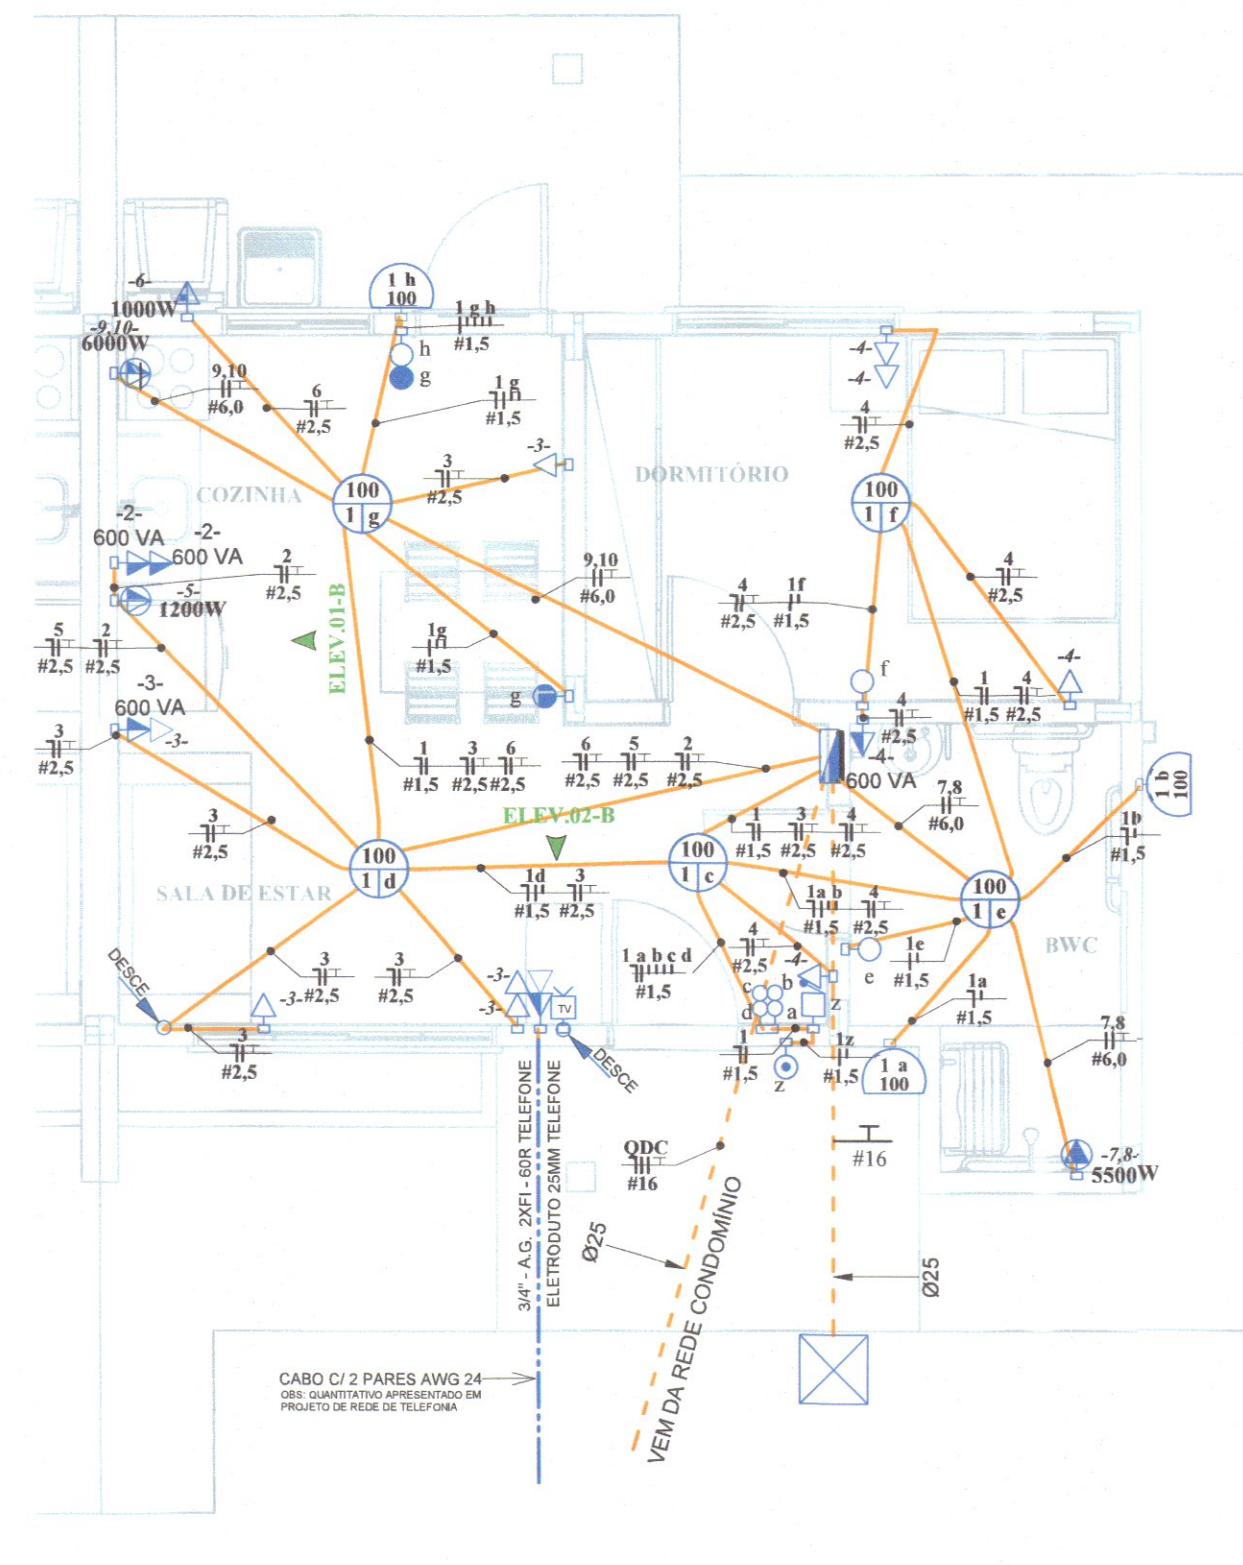 1 h
100
1 g h
#1,5
-6-
1000W
-9,10-
6000W
h
g
9,10
#6,0
6
#2,5
1 g
#1,5
-4-
-4-
4
#2,5
-3-
3
#2,5
COZINHA
DORMITÓRIO
100
1 g
100
1 f
-2-
600 VA
-2-
600 VA
2
#2,5
-5-
1200W
9,10
#6,0
4
#2,5
1f
#1,5
4
#2,5
ELEV.01-B
5
#2,5
2
#2,5
1g
#1,5
g
f
-4-
-3-
600 VA
-3-
3
#2,5
4
#2,5
1
#1,5
4
#2,5
1
#1,5
3
#2,5
6
#2,5
6
#2,5
5
#2,5
2
#2,5
-4-
600 VA
1 b
100
7,8
#6,0
ELEV.02-B
3
#2,5
1
#1,5
3
#2,5
4
#2,5
1b
#1,5
100
1 d
100
1 c
100
1 e
SALA DE ESTAR
1d
#1,5
3
#2,5
1a b
#1,5
4
#2,5
BWC
DESCE
3
#2,5
3
#2,5
1 a b c d
#1,5
4
#2,5
1e
#1,5
e
-3-
-3-
-3-
TV
-4-
c
b
d
a
z
1a
#1,5
3
#2,5
DESCE
1
#1,5
z
1z
#1,5
1 a
100
7,8
#6,0
3/4" - A.G. 2XFI - 60R TELEFONE
ELETRODUTO 25MM TELEFONE
QDC
#16
#16
-7,8-
5500W
Ø25
VEM DA REDE CONDOMÍNIO
Ø25
CABO C/ 2 PARES AWG 24
OBS: QUANTITATIVO APRESENTADO EM
PROJETO DE REDE DE TELEFONIA